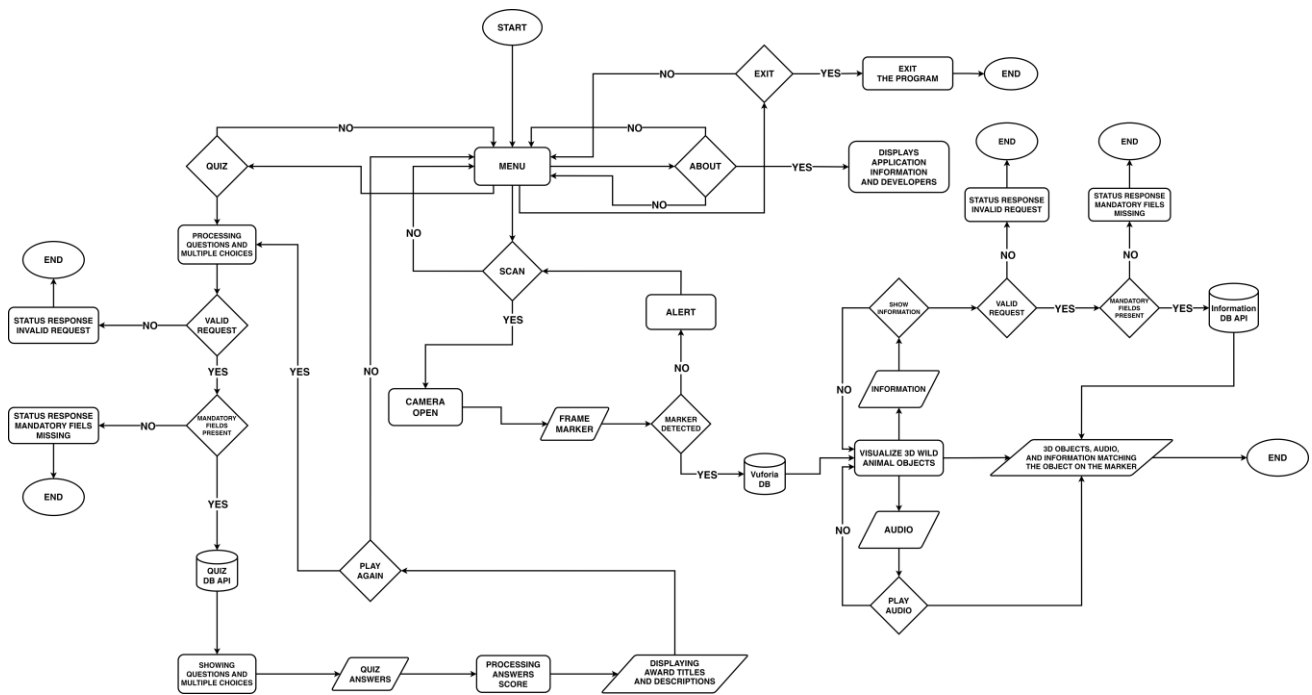 START
NO
EXIT
YES
EXIT
THE PROGRAM
END
NO
NO
QUIZ
MENU
ABOUT
YES
DISPLAYS
APPLICATION
INFORMATION
AND DEVELOPERS
NO
END
END
STATUS RESPONSE
INVALID REQUEST
STATUS RESPONSE
MANDATORY FIELS
MISSING
PROCESSING
QUESTIONS AND
MULTIPLE CHOICES
NO
SCAN
NO
NO
END
ALERT
SHOW
INFORMATION
VALID
REQUEST
YES
MANDATORY
FIELDS
PRESENT
YES
Information
DB API
STATUS RESPONSE
INVALID REQUEST
NO
VALID
REQUEST
YES
YES
YES
NO
NO
NO
INFORMATION
CAMERA
OPEN
STATUS RESPONSE
MANDATORY FIELS
MISSING
NO
MANDATORY
FIELDS
PRESENT
FRAME
MARKER
MARKER
DETECTED
VISUALIZE 3D WILD
ANIMAL OBJECTS
3D OBJECTS, AUDIO,
AND INFORMATION MATCHING
THE OBJECT ON THE MARKER
END
YES
Vuforia
DB
END
YES
NO
AUDIO
QUIZ
DB API
PLAY
AGAIN
PLAY
AUDIO
SHOWING
QUESTIONS AND
MULTIPLE CHOICES
QUIZ
ANSWERS
PROCESSING
ANSWERS
SCORE
DISPLAYING
AWARD TITLES
AND DESCRIPTIONS